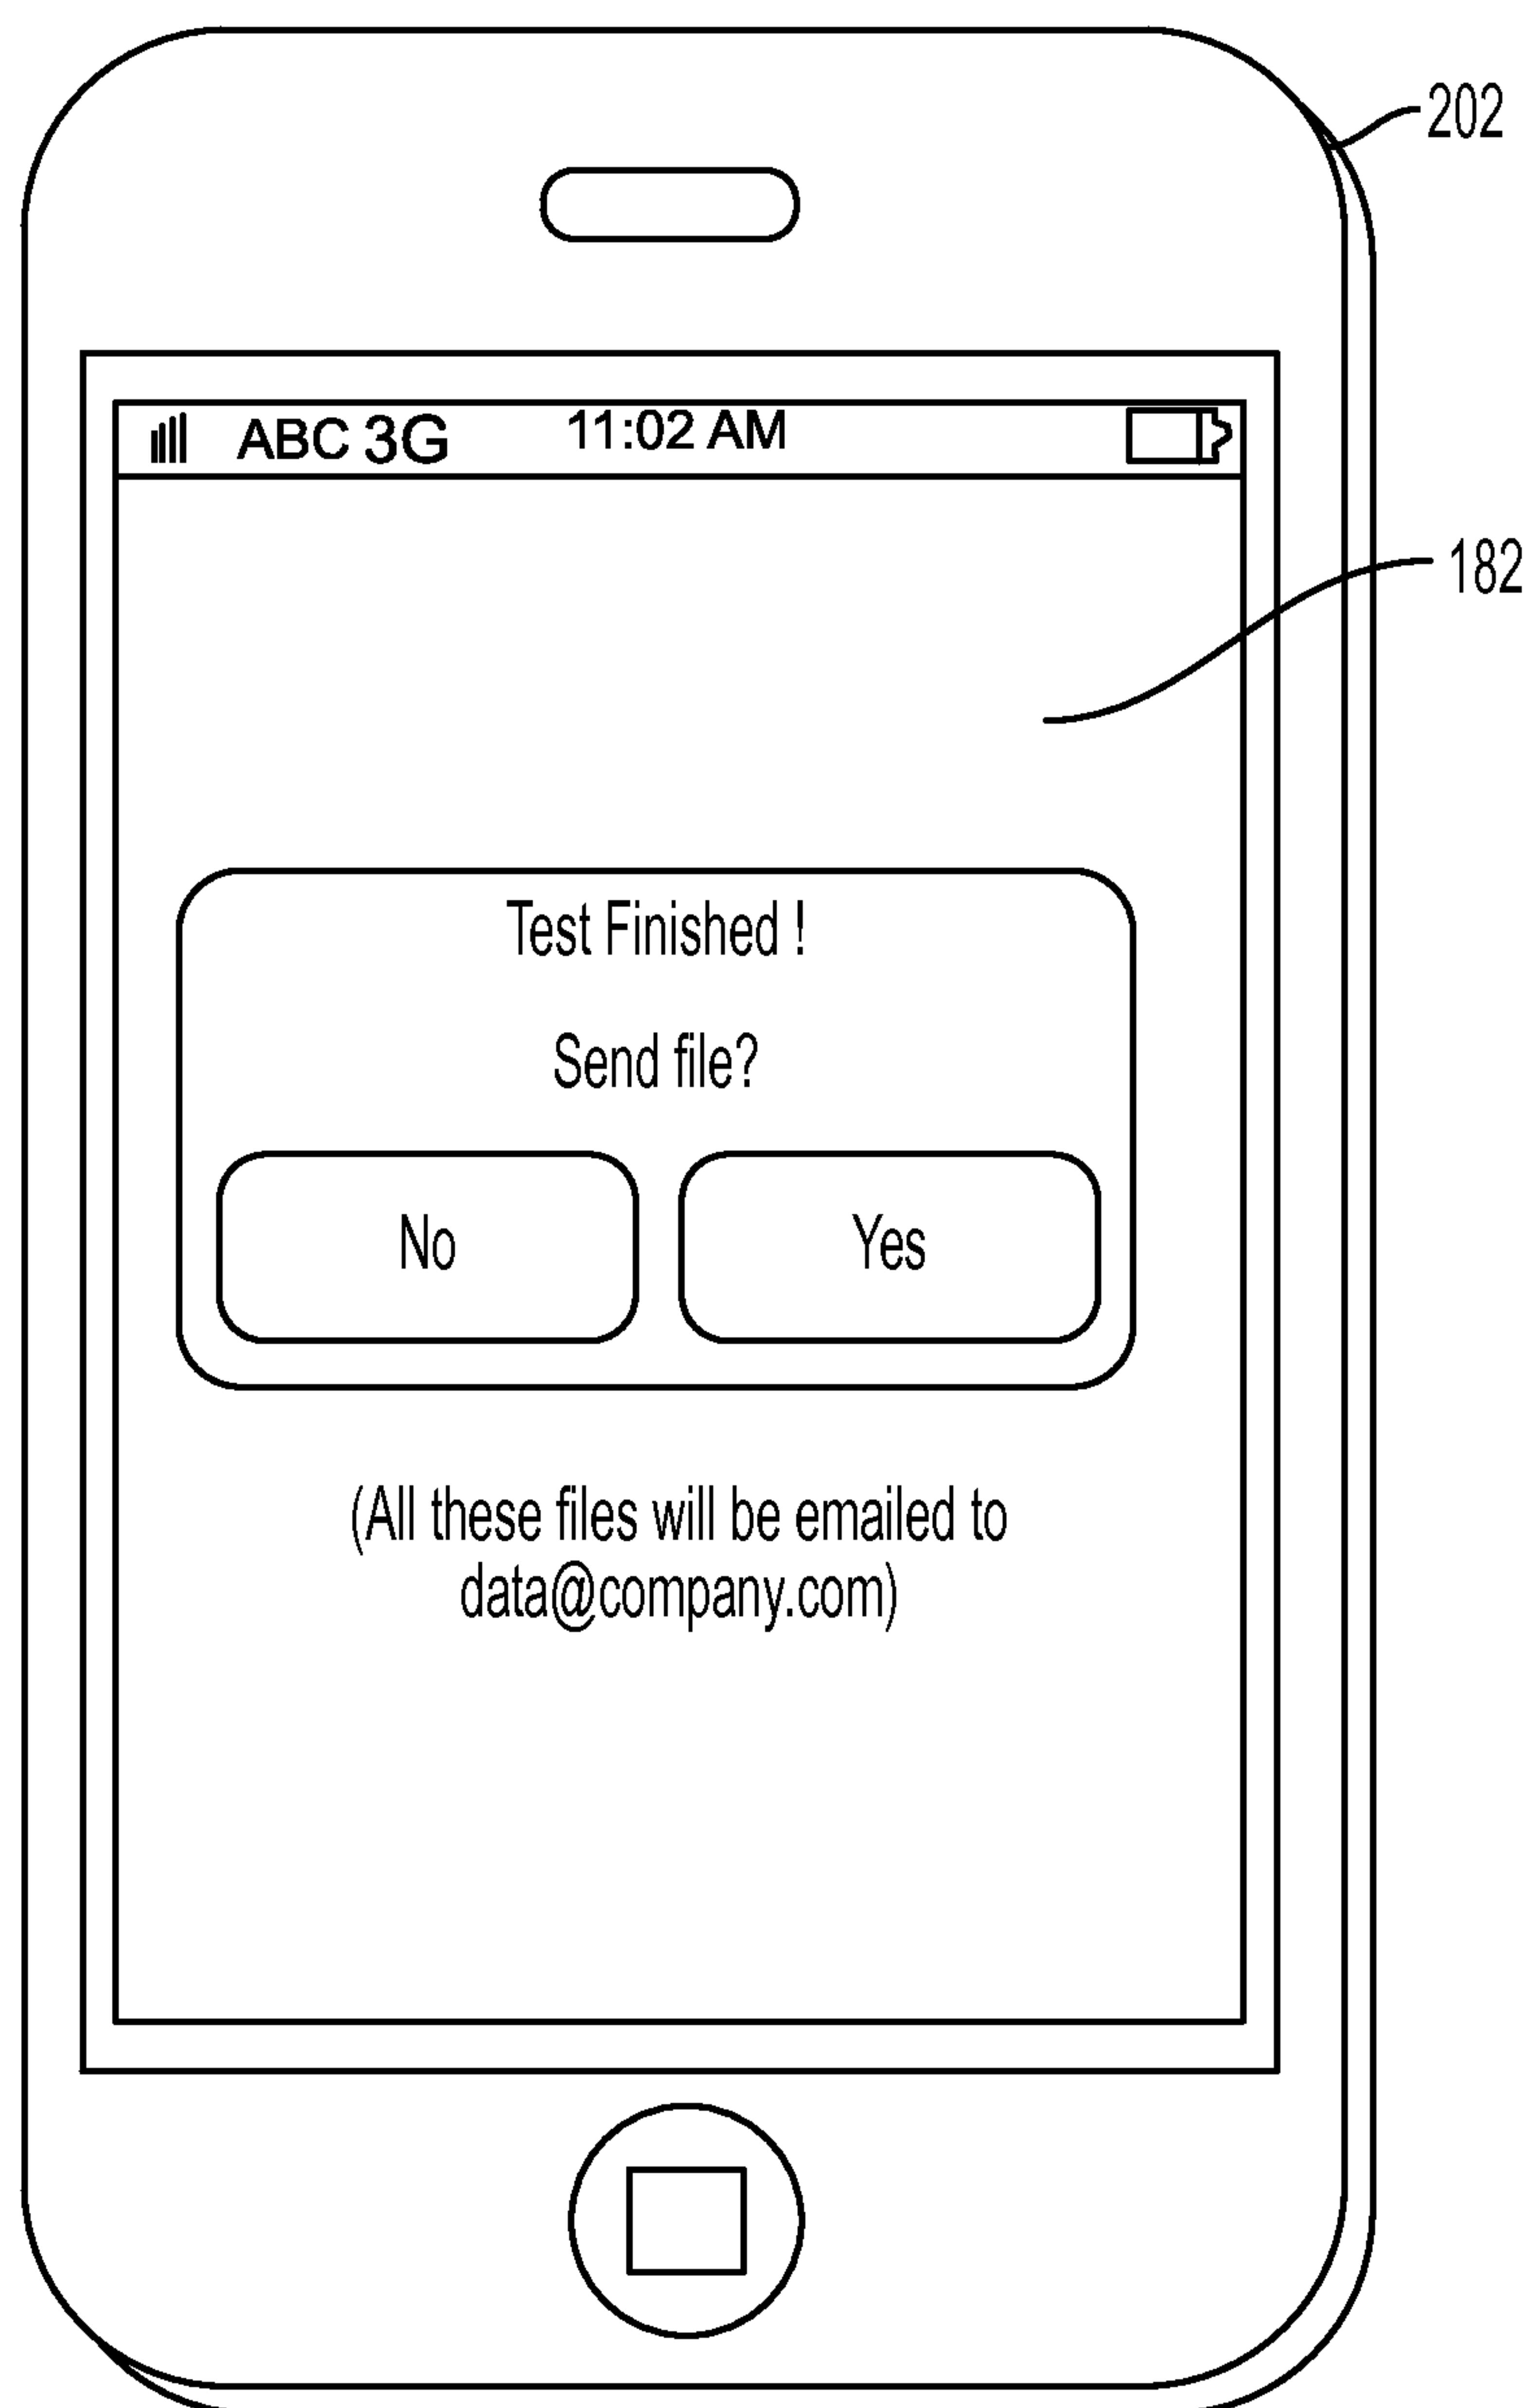 202
ABC 3G 11:02 AM
182
Test Finished !
Send file?
No Yes
(All these files will be emailed to
data@company.com)